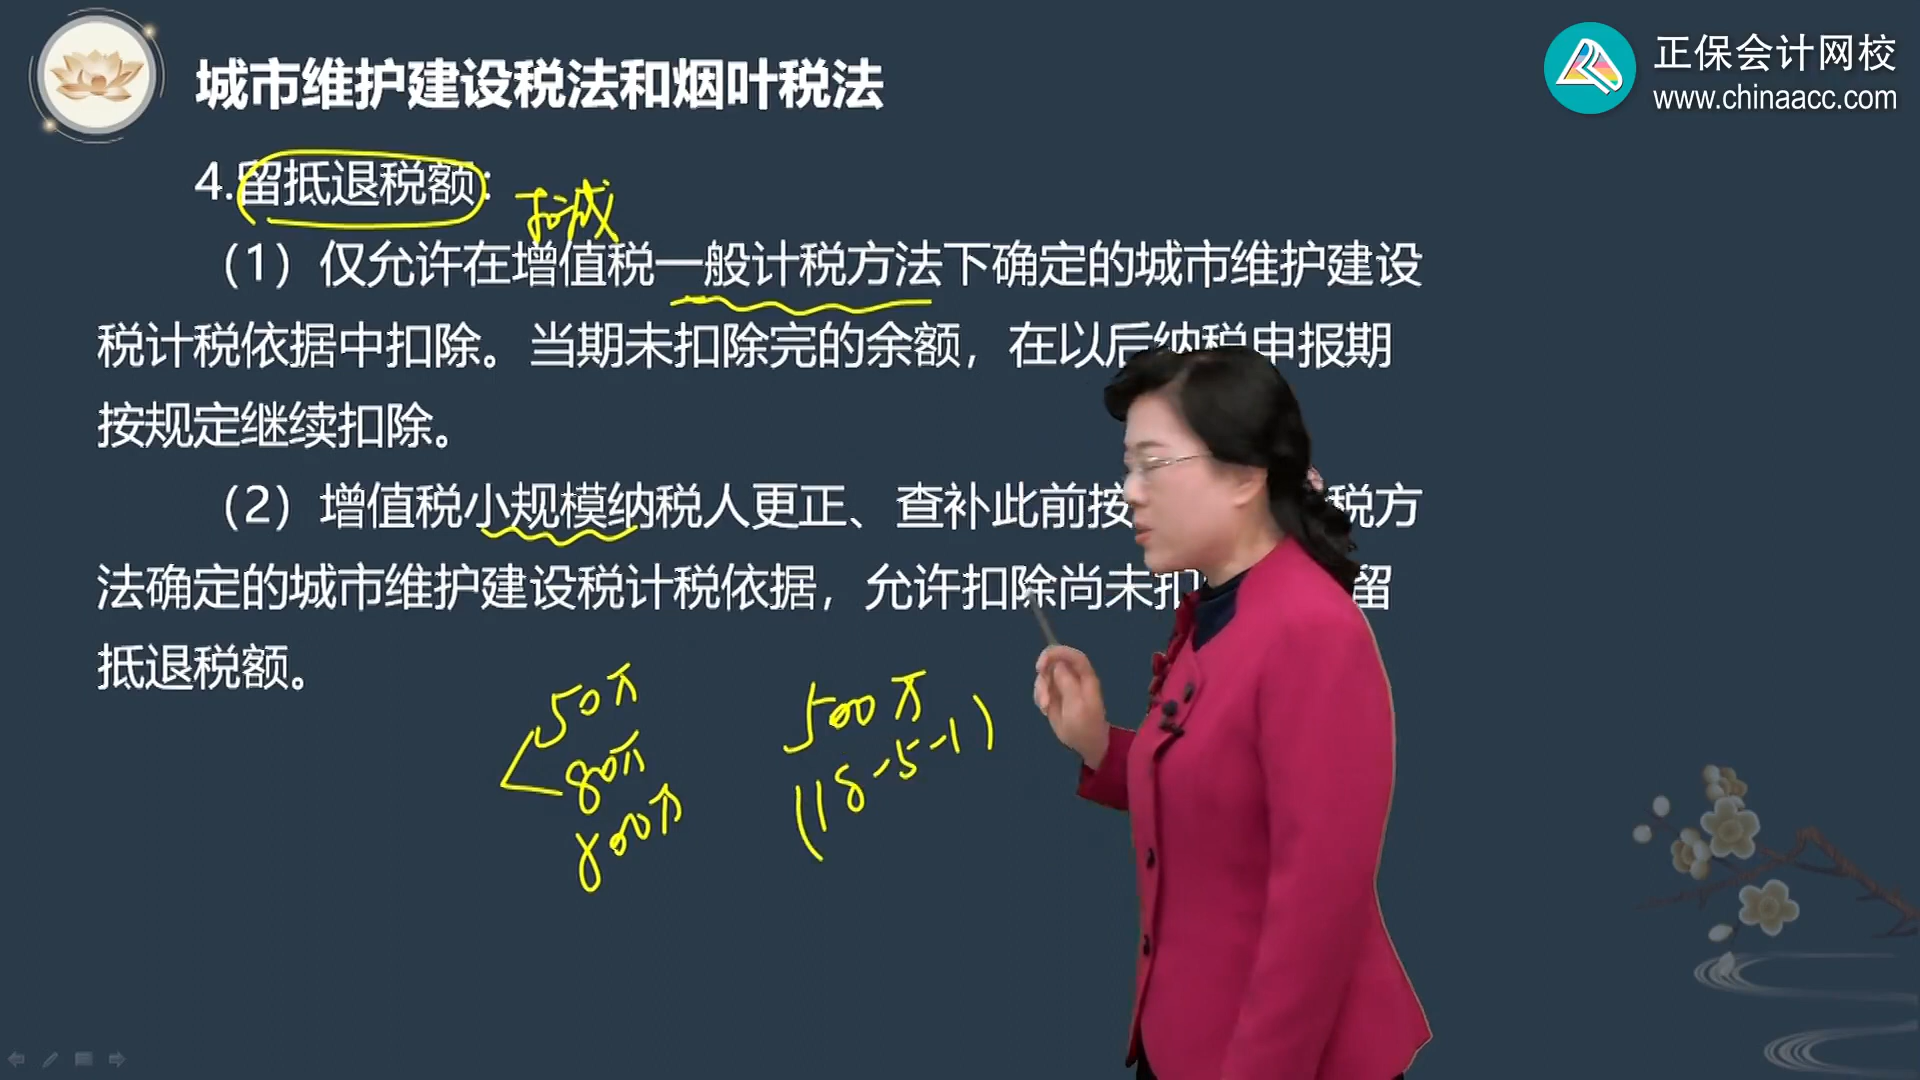 城市维护建设税法和烟叶税法
正保会计网校
www.chinaacc.com
4.留抵退税额：
扣减
（1）仅允许在增值税一般计税方法下确定的城市维护建设
税计税依据中扣除。当期未扣除完的余额，在以后纳税申报期
按规定继续扣除。
（2）增值税小规模纳税人更正、查补此前按 税方
法确定的城市维护建设税计税依据，允许扣除尚未扣 留
抵退税额。
50万
80万
800万
500万
(18-5-1)